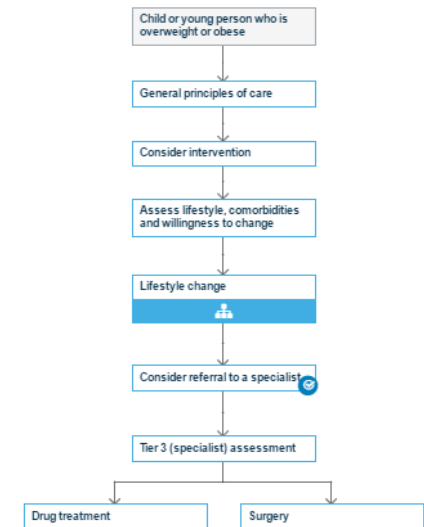 Child or young person who is
overweight or obese
General principles of care
Consider intervention
Assess lifestyle, comorbidities
and willingness to change
Lifestyle change
Consider referral to a specialist
Tier 3 (specialist) assessment
Drug treatment
Surgery